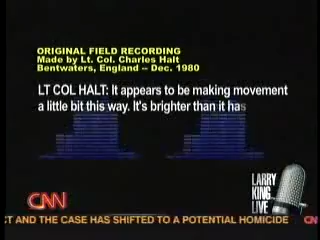 ORIGINAL FIELD RECORDING
Made by Lt. Col. Charles Halt
Bentwaters, England -- Dec. 1980
LT COL HALT: It appears to be making movement
a little bit this way. It's brighter than it has
LARRY
KING
LIVE
CNN
CT AND THE CASE HAS SHIFTED TO A POTENTIAL HOMICIDE
CN